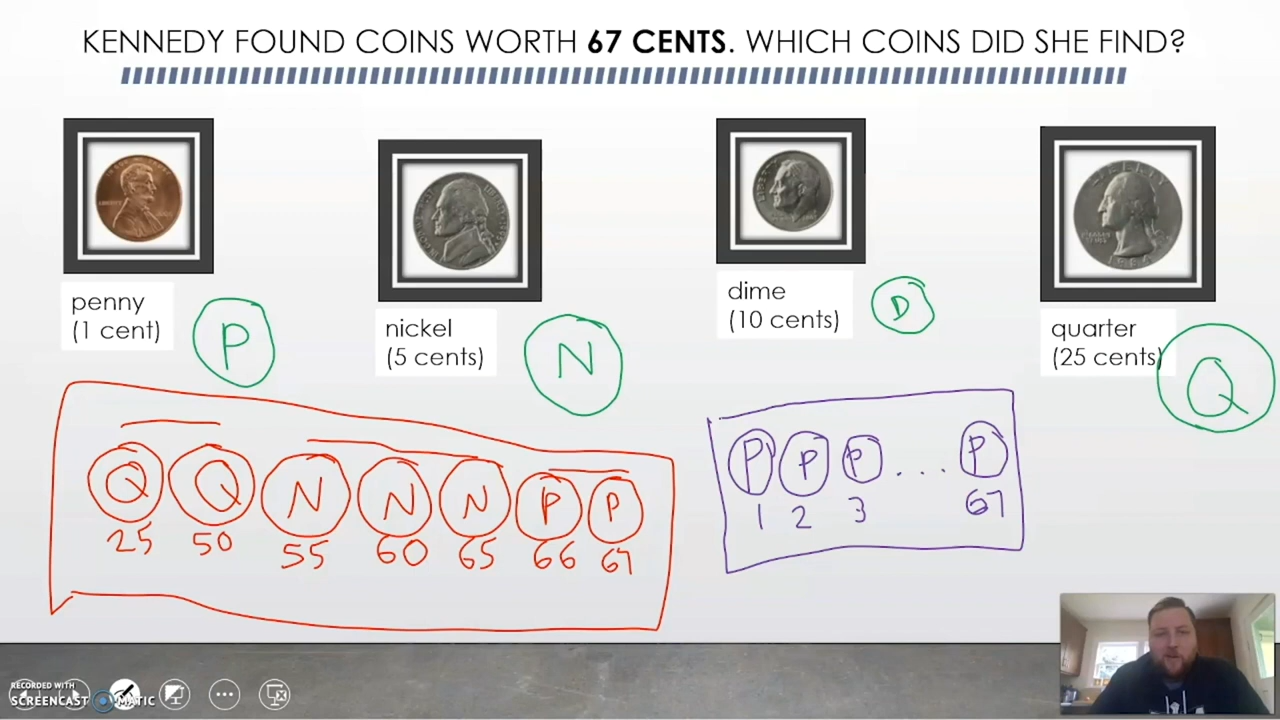 KENNEDY FOUND COINS WORTH 67 CENTS. WHICH COINS DID SHE FIND?
penny
(1 cent)
P
nickel
(5 cents)
N
dime
(10 cents)
D
quarter
(25 cents)
Q
Q Q N N N P P
25 50 55 60 65 66 67
P P P ... P
1 2 3 67
RECORDED WITH
SCREENCAST MATIC